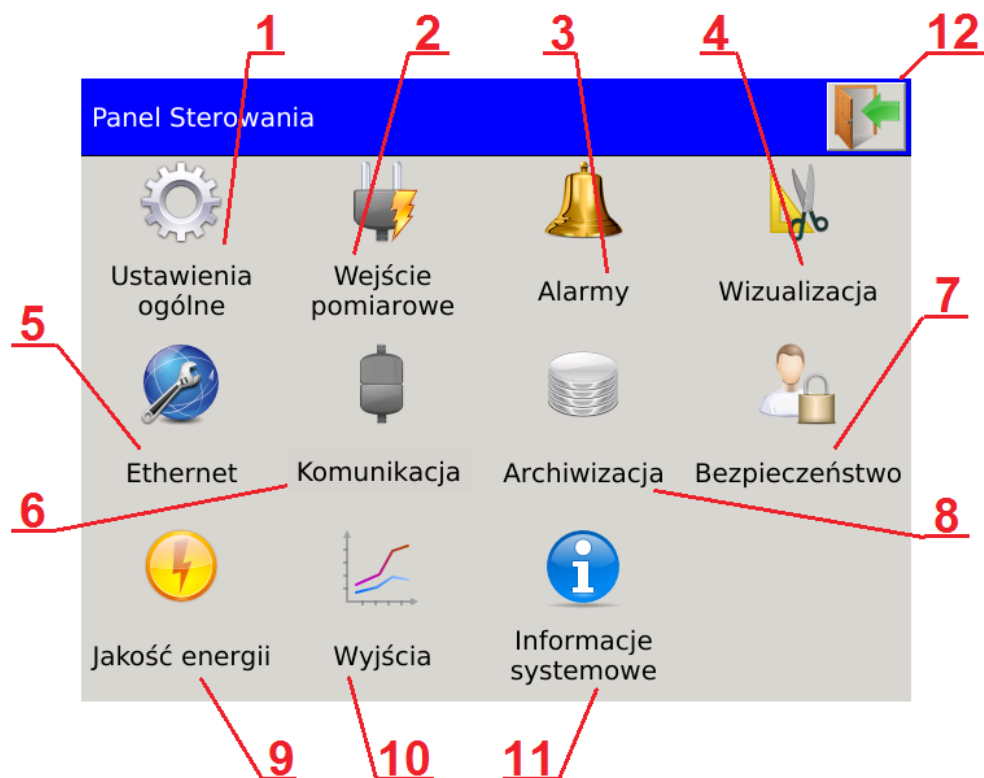 1
2
3
4
12
Panel Sterowania
Ustawienia
ogólne
Wejście
pomiarowe
Alarmy
Wizualizacja
5
7
Ethernet
Komunikacja
Archiwizacja
Bezpieczeństwo
6
8
Jakość energii
Wyjścia
Informacje
systemowe
9
10
11